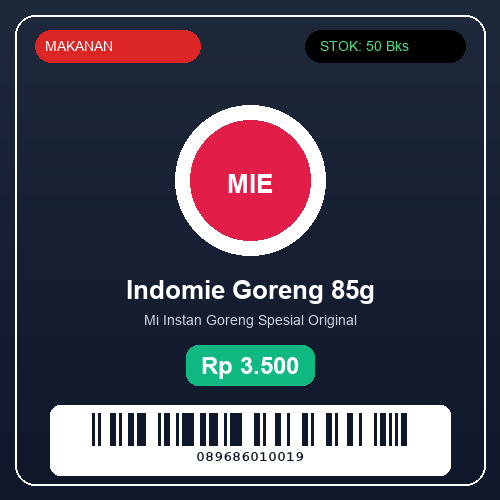 MAKANAN
STOK: 50 Bks
MIE
Indomie Goreng 85g
Mi Instan Goreng Spesial Original
Rp 3.500
089686010019